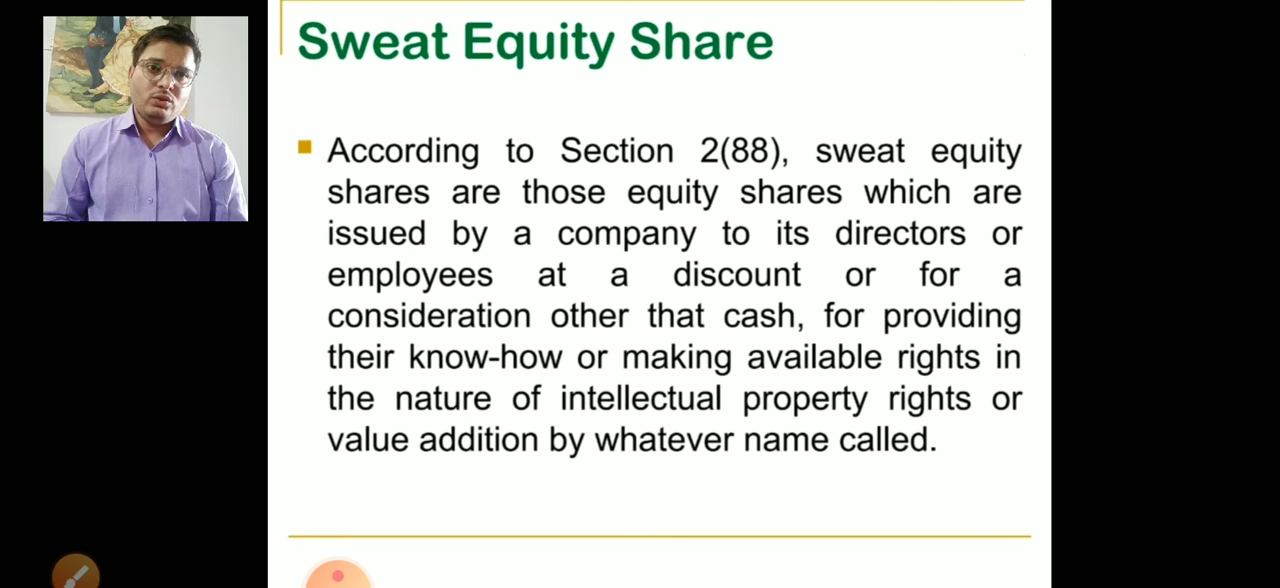 Sweat Equity Share
According to Section 2(88), sweat equity
shares are those equity shares which are
issued by a company to its directors or
employees at a discount or for a
consideration other that cash, for providing
their know-how or making available rights in
the nature of intellectual property rights or
value addition by whatever name called.